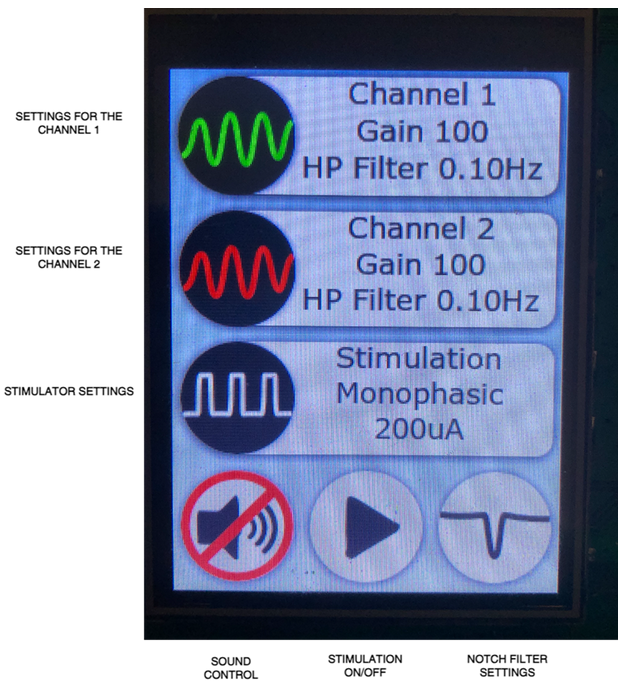 SETTINGS FOR THE
CHANNEL 1
Channel 1
Gain 100
HP Filter 0.10Hz
SETTINGS FOR THE
CHANNEL 2
Channel 2
Gain 100
HP Filter 0.10Hz
STIMULATOR SETTINGS
Stimulation
Monophasic
200uA
SOUND
CONTROL
STIMULATION
ON/OFF
NOTCH FILTER
SETTINGS